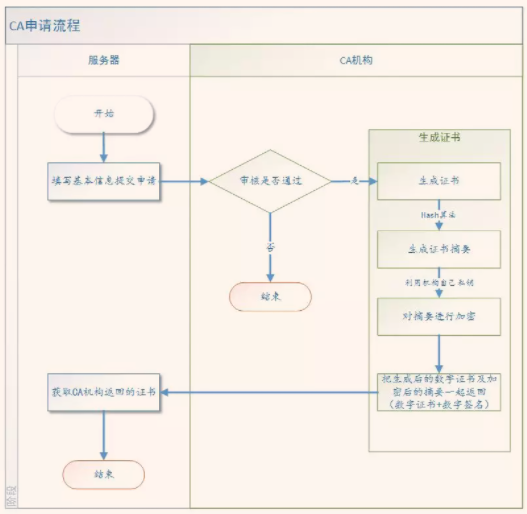 CA申请流程
服务器
CA机构
开始
填写基本信息提交申请
审核是否通过
是
否
结束
生成证书
生成证书
Hash算法
生成证书摘要
利用机构自己私钥
对摘要进行加密
把生成后的数字证书及加
密后的摘要一起返回
(数字证书+数字签名)
获取CA机构返回的证书
结束
阶段